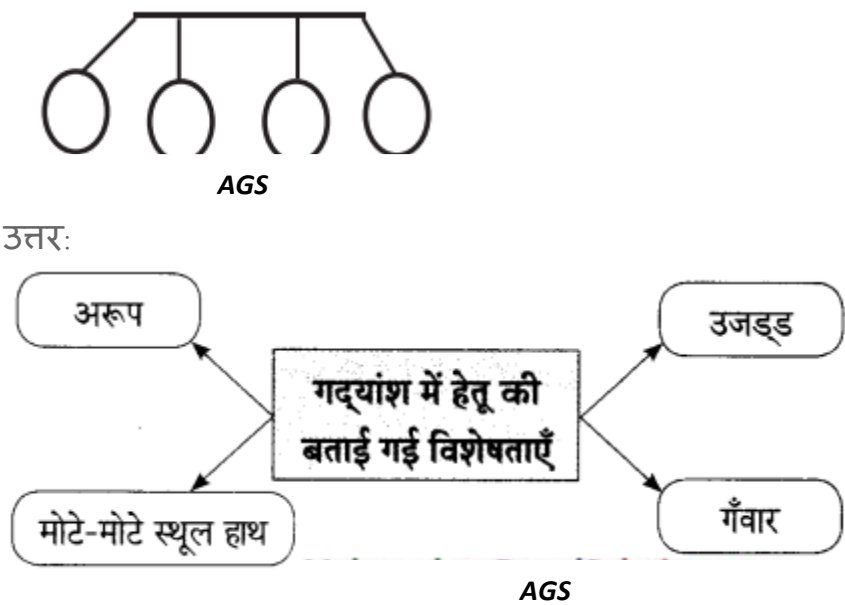 AGS
उत्तर:
अरूप
उजड्ड
गद्यांश में हेतू की
बताई गई विशेषताएँ
मोटे-मोटे स्थूल हाथ
गँवार
AGS